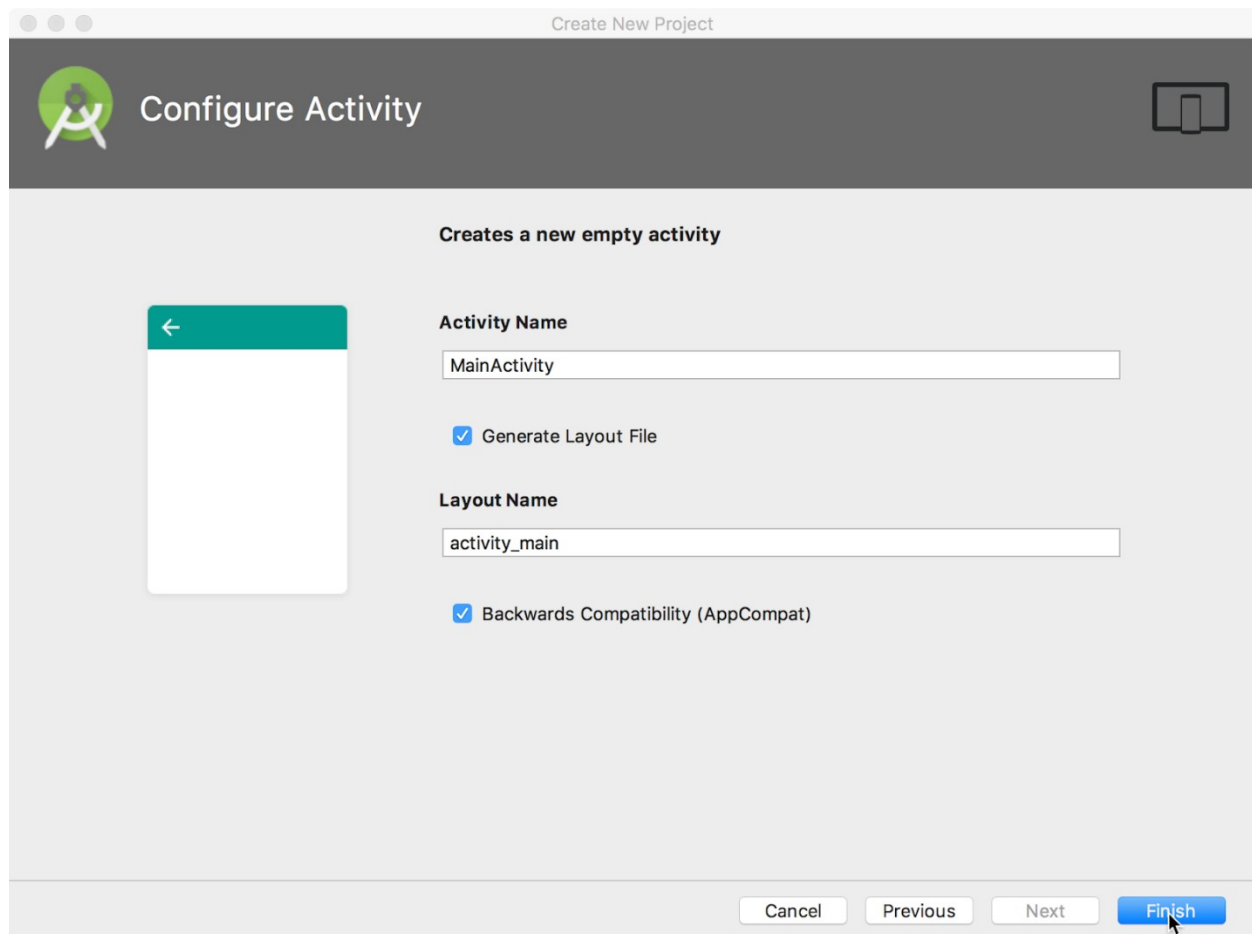 Create New Project
Configure Activity
Creates a new empty activity
Activity Name
MainActivity
Generate Layout File
Layout Name
activity_main
Backwards Compatibility (AppCompat)
Cancel Previous Next Finish